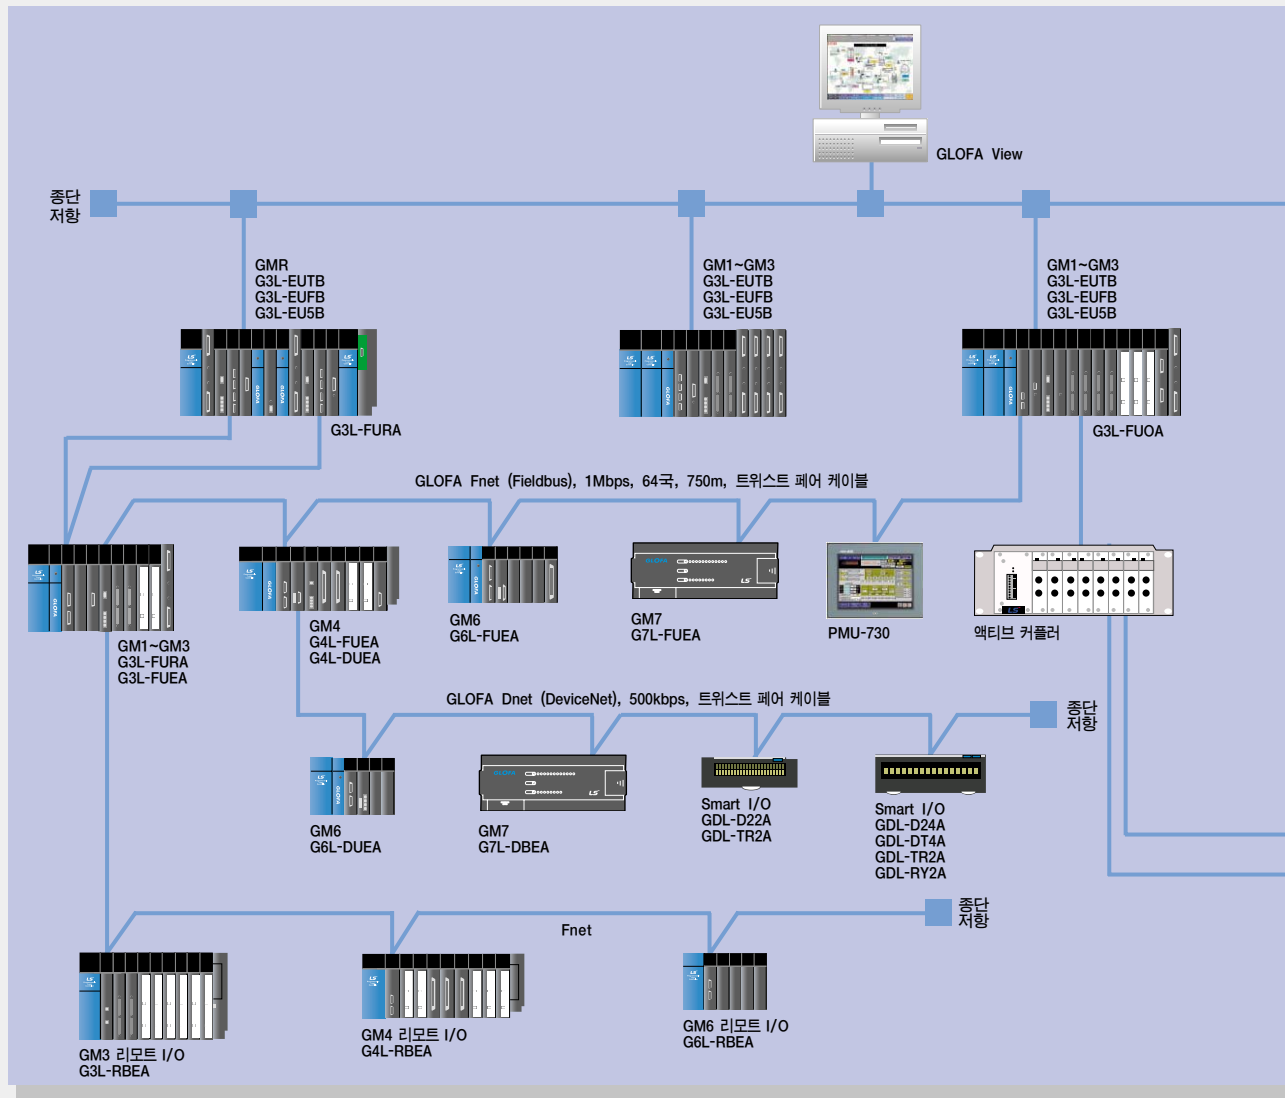 GLOFA View
종단
저항
GMR
G3L-EUTB
G3L-EUFB
G3L-EU5B
GM1~GM3
G3L-EUTB
G3L-EUFB
G3L-EU5B
GM1~GM3
G3L-EUTB
G3L-EUFB
G3L-EU5B
G3L-FURA
G3L-FUOA
GLOFA Fnet (Fieldbus), 1Mbps, 64국, 750m, 트위스트 페어 케이블
GM1~GM3
G3L-FURA
G3L-FUEA
GM4
G4L-FUEA
G4L-DUEA
GM6
G6L-FUEA
GM7
G7L-FUEA
PMU-730
액티브 커플러
GLOFA Dnet (DeviceNet), 500kbps, 트위스트 페어 케이블
종단
저항
GM6
G6L-DUEA
GM7
G7L-DBEA
Smart I/O
GDL-D22A
GDL-TR2A
Smart I/O
GDL-D24A
GDL-DT4A
GDL-TR2A
GDL-RY2A
Fnet
종단
저항
GM3 리모트 I/O
G3L-RBEA
GM4 리모트 I/O
G4L-RBEA
GM6 리모트 I/O
G6L-RBEA